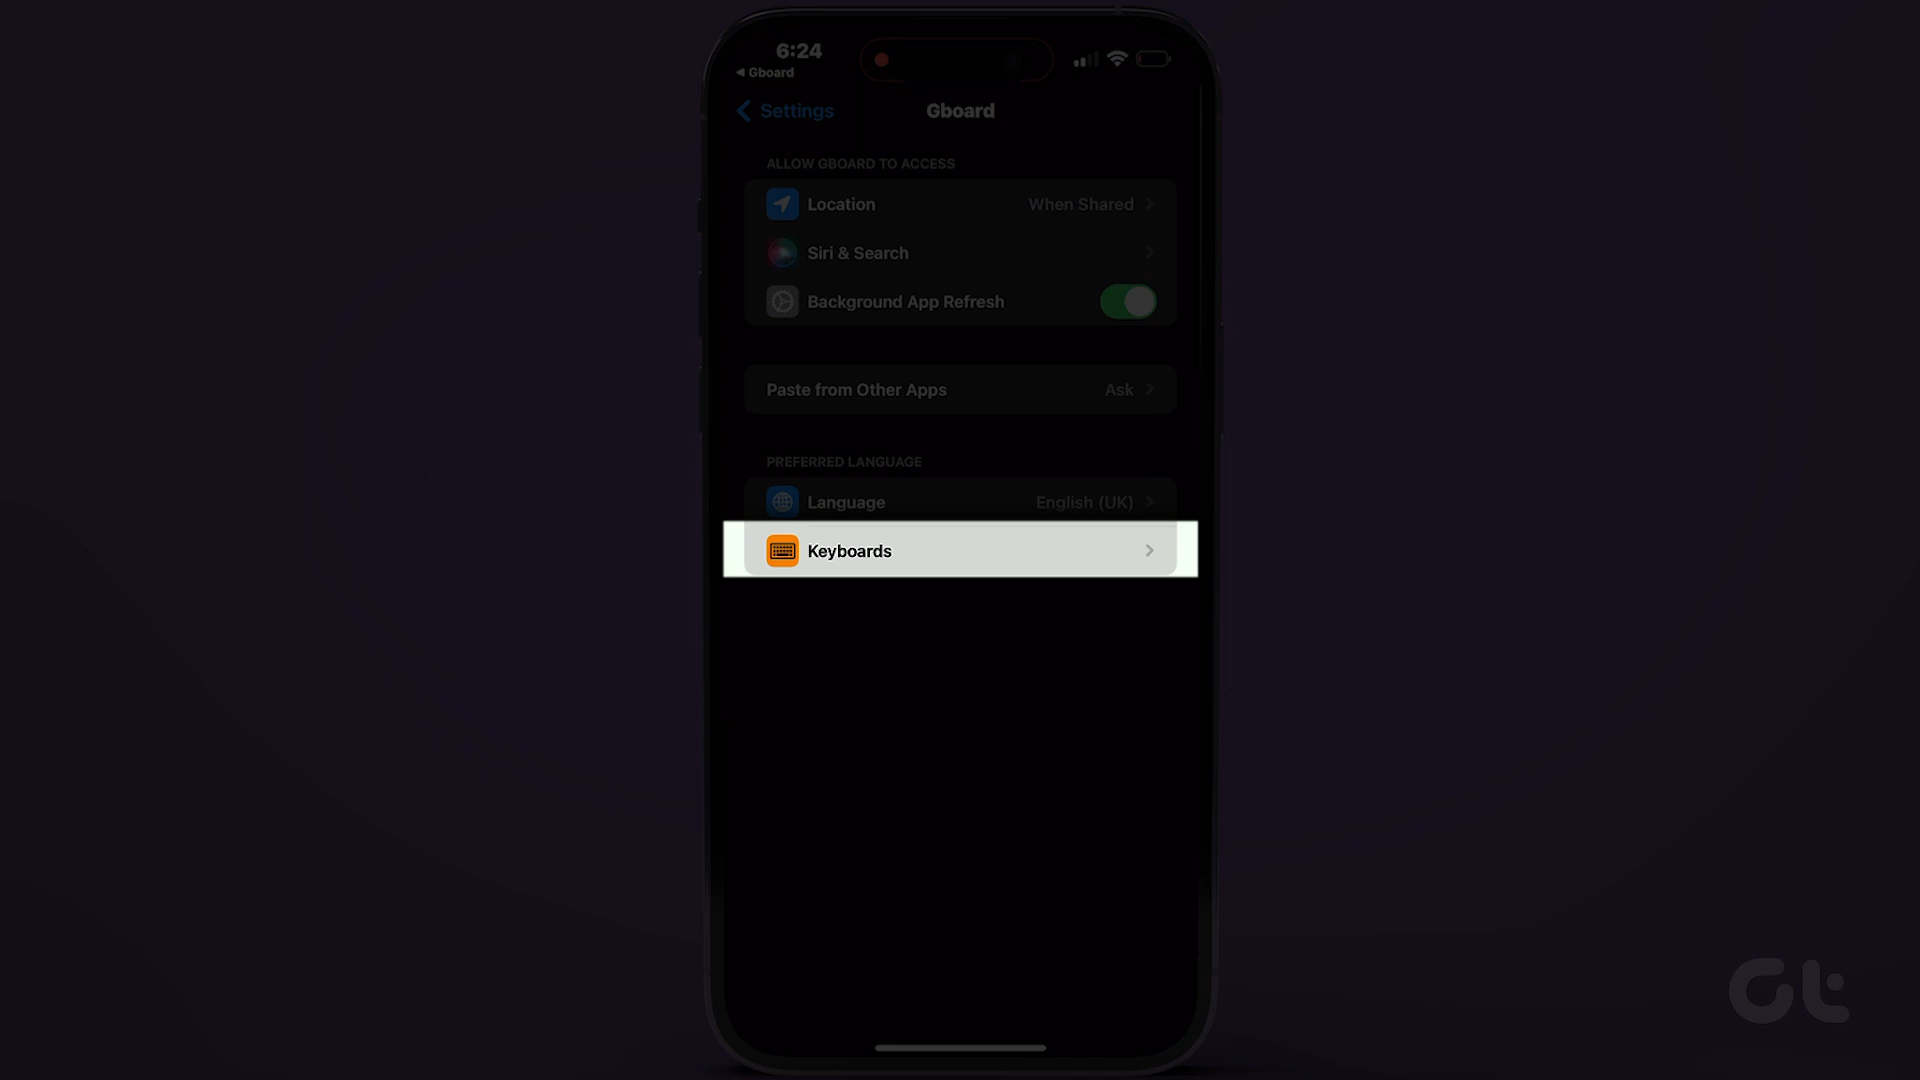 6:24
◀ Gboard
Settings
Gboard
ALLOW GBOARD TO ACCESS
Location
When Shared
Siri & Search
Background App Refresh
Paste from Other Apps
Ask
PREFERRED LANGUAGE
Language
English (UK)
Keyboards
Gt